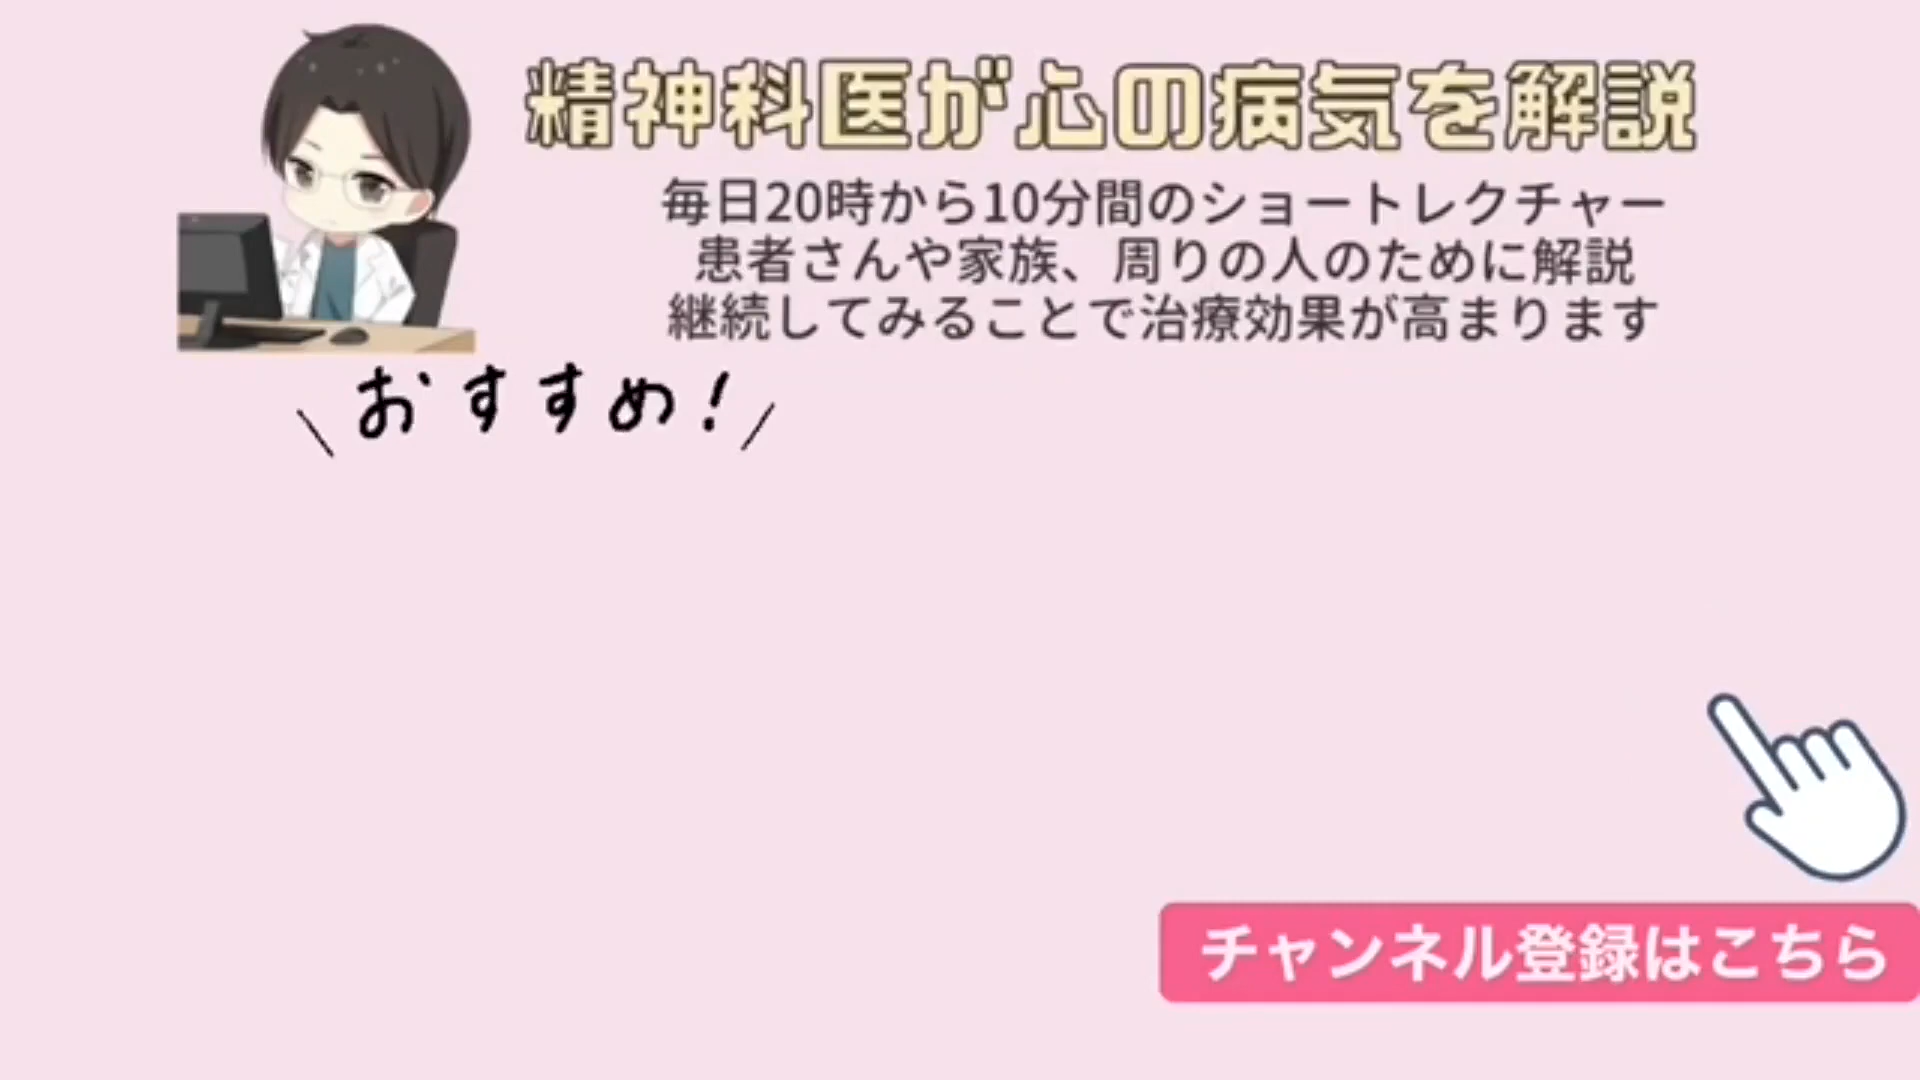 精神科医が心の病気を解説
毎日20時から10分間のショートレクチャー
患者さんや家族、周りの人のために解説
継続してみることで治療効果が高まります
おすすめ!
チャンネル登録はこちら